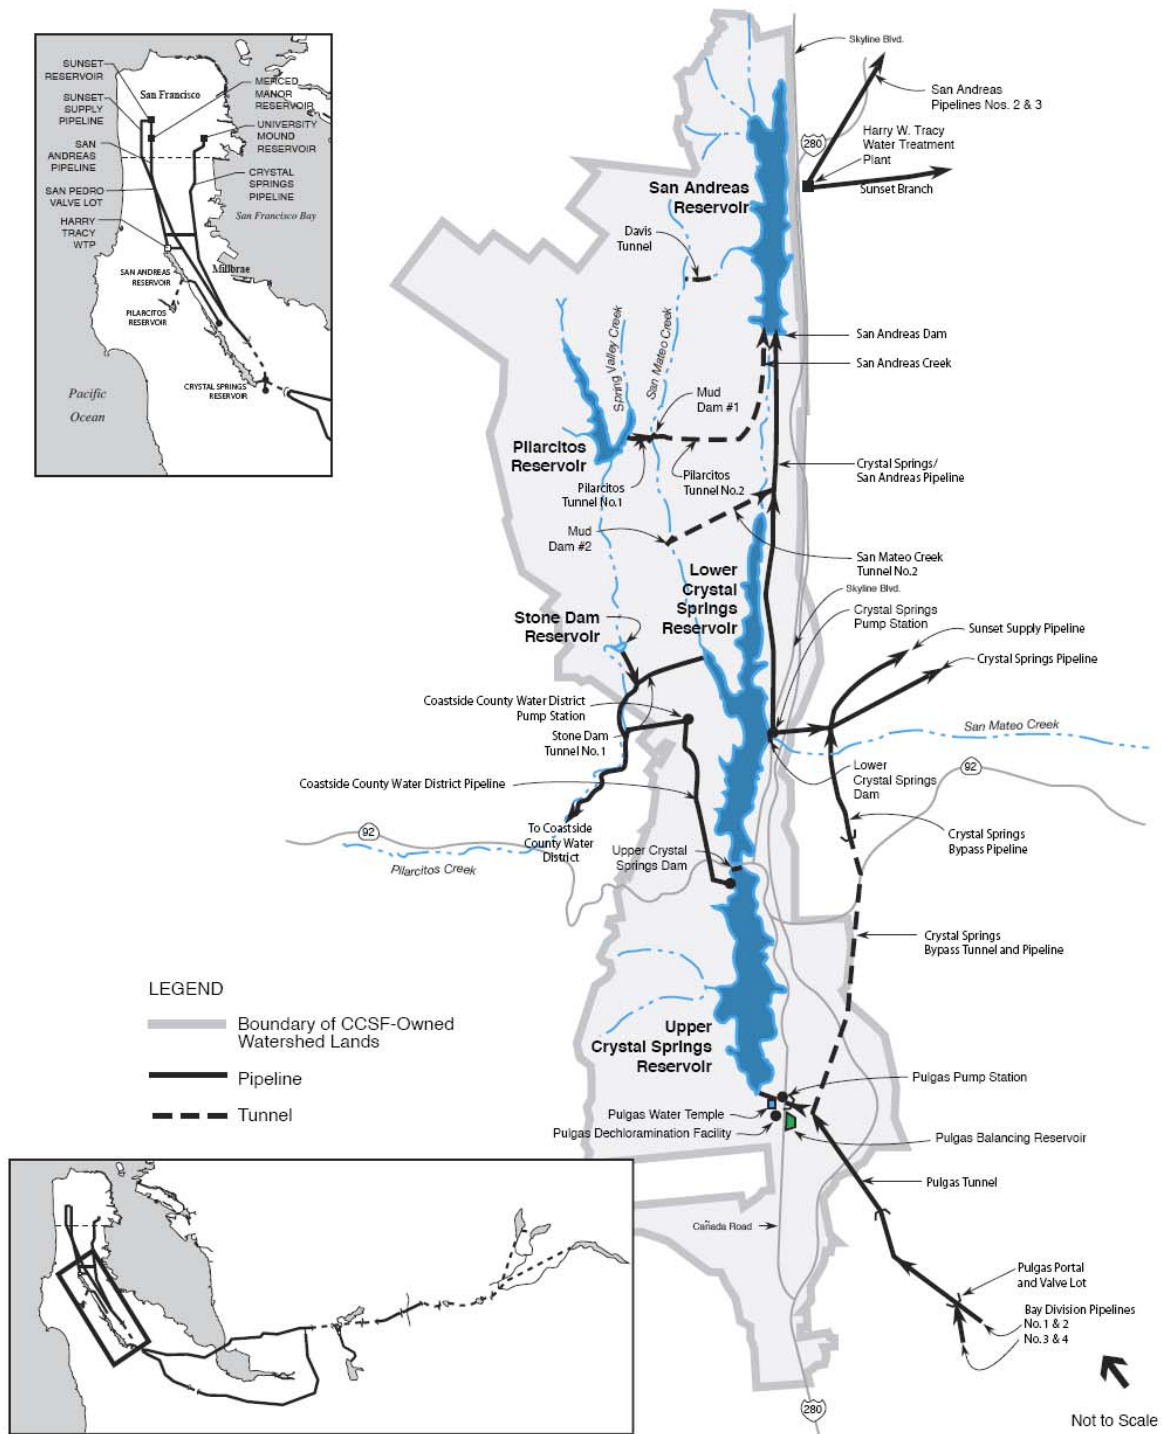 SUNSET
RESERVOIR
SUNSET
SUPPLY
PIPELINE
SAN
ANDREAS
PIPELINE
SAN PEDRO
VALVE LOT
HARRY
TRACY
WTP
San Francisco
MERCED
MANOR
RESERVOIR
UNIVERSITY
MOUND
RESERVOIR
CRYSTAL
SPRINGS
PIPELINE
San Francisco Bay
Millbrae
SAN ANDREAS
RESERVOIR
PILARCITOS
RESERVOIR
CRYSTAL SPRINGS
RESERVOIR
Pacific
Ocean
Skyline Blvd.
San Andreas
Pipelines Nos. 2 & 3
280
Harry W. Tracy
Water Treatment
Plant
Sunset Branch
San Andreas
Reservoir
Davis
Tunnel
San Andreas Dam
San Andreas Creek
Spring Valley Creek
San Mateo Creek
Mud
Dam #1
Pilarcitos
Reservoir
Pilarcitos
Tunnel No.1
Pilarcitos
Tunnel No.2
Crystal Springs/
San Andreas Pipeline
Mud
Dam #2
San Mateo Creek
Tunnel No.2
Lower
Crystal
Springs
Reservoir
Skyline Blvd.
Crystal Springs
Pump Station
Stone Dam
Reservoir
Sunset Supply Pipeline
Crystal Springs Pipeline
Coastside County Water District
Pump Station
Stone Dam
Tunnel No.1
San Mateo Creek
Coastside County Water District Pipeline
Lower
Crystal Springs
Dam
92
92
To Coastside
County Water
District
Pilarcitos Creek
Upper Crystal
Springs Dam
Crystal Springs
Bypass Pipeline
Crystal Springs
Bypass Tunnel and Pipeline
LEGEND
Boundary of CCSF-Owned
Watershed Lands
Pipeline
Tunnel
Upper
Crystal Springs
Reservoir
Pulgas Pump Station
Pulgas Water Temple
Pulgas Dechloramination Facility
Pulgas Balancing Reservoir
Pulgas Tunnel
Cañada Road
Pulgas Portal
and Valve Lot
Bay Division Pipelines
No. 1 & 2
No. 3 & 4
280
Not to Scale